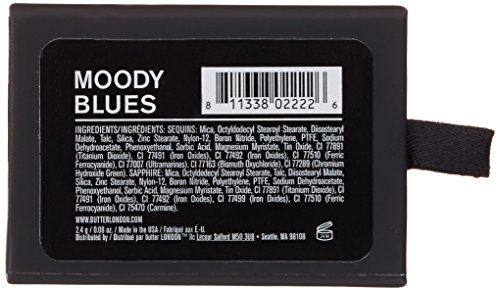 MOODY
BLUES
8 11338 02222 6
INGREDIENTS/INGRÉDIENTS: SEQUINS: Mica, Octyldodecyl Stearoyl Stearate, Diisostearyl
Malate, Talc, Silica, Zinc Stearate, Nylon-12, Boron Nitride, Polyethylene, PTFE, Sodium
Dehydroacetate, Phenoxyethanol, Sorbic Acid, Magnesium Myristate, Tin Oxide, CI 77891
(Titanium Dioxide), CI 77491 (Iron Oxides), CI 77492 (Iron Oxides), CI 77510 (Ferric
Ferrocyanide), CI 77007 (Ultramarines), CI 77163 (Bismuth Oxychloride), CI 77289 (Chromium
Hydroxide Green). SAPPHIRE: Mica, Octyldodecyl Stearoyl Stearate, Talc, Diisostearyl Malate,
Silica, Zinc Stearate, Nylon-12, Boron Nitride, Polyethylene, PTFE, Sodium Dehydroacetate,
Phenoxyethanol, Sorbic Acid, Magnesium Myristate, Tin Oxide, CI 77891 (Titanium Dioxide), CI
77491 (Iron Oxides), CI 77492 (Iron Oxides), CI 77499 (Iron Oxides), CI 77510 (Ferric
Ferrocyanide), CI 75470 (Carmine).
WWW.BUTTERLONDON.COM
2.4 g / 0.08 oz. / Made in the USA / Fabriqué aux É.-U.
Distributed by / Distribué par butter LONDON™ llc Lecour Salford M50 3UB • Seattle, WA 98108